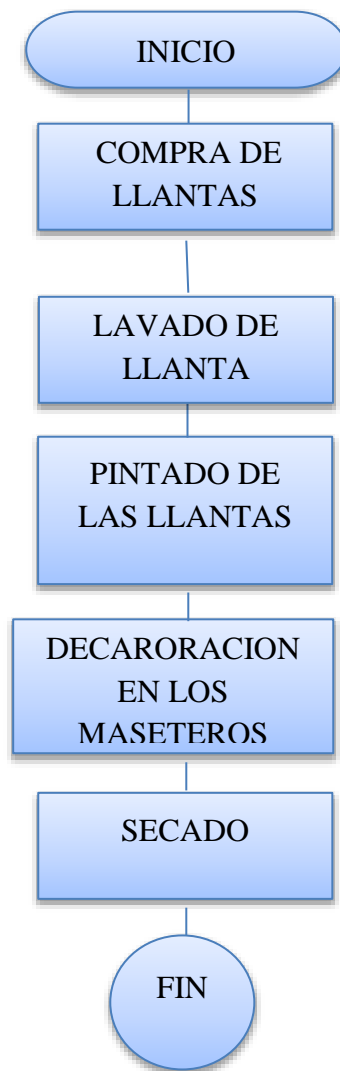 INICIO
COMPRA DE
LLANTAS
LAVADO DE
LLANTA
PINTADO DE
LAS LLANTAS
DECARORACION
EN LOS
MASETEROS
SECADO
FIN